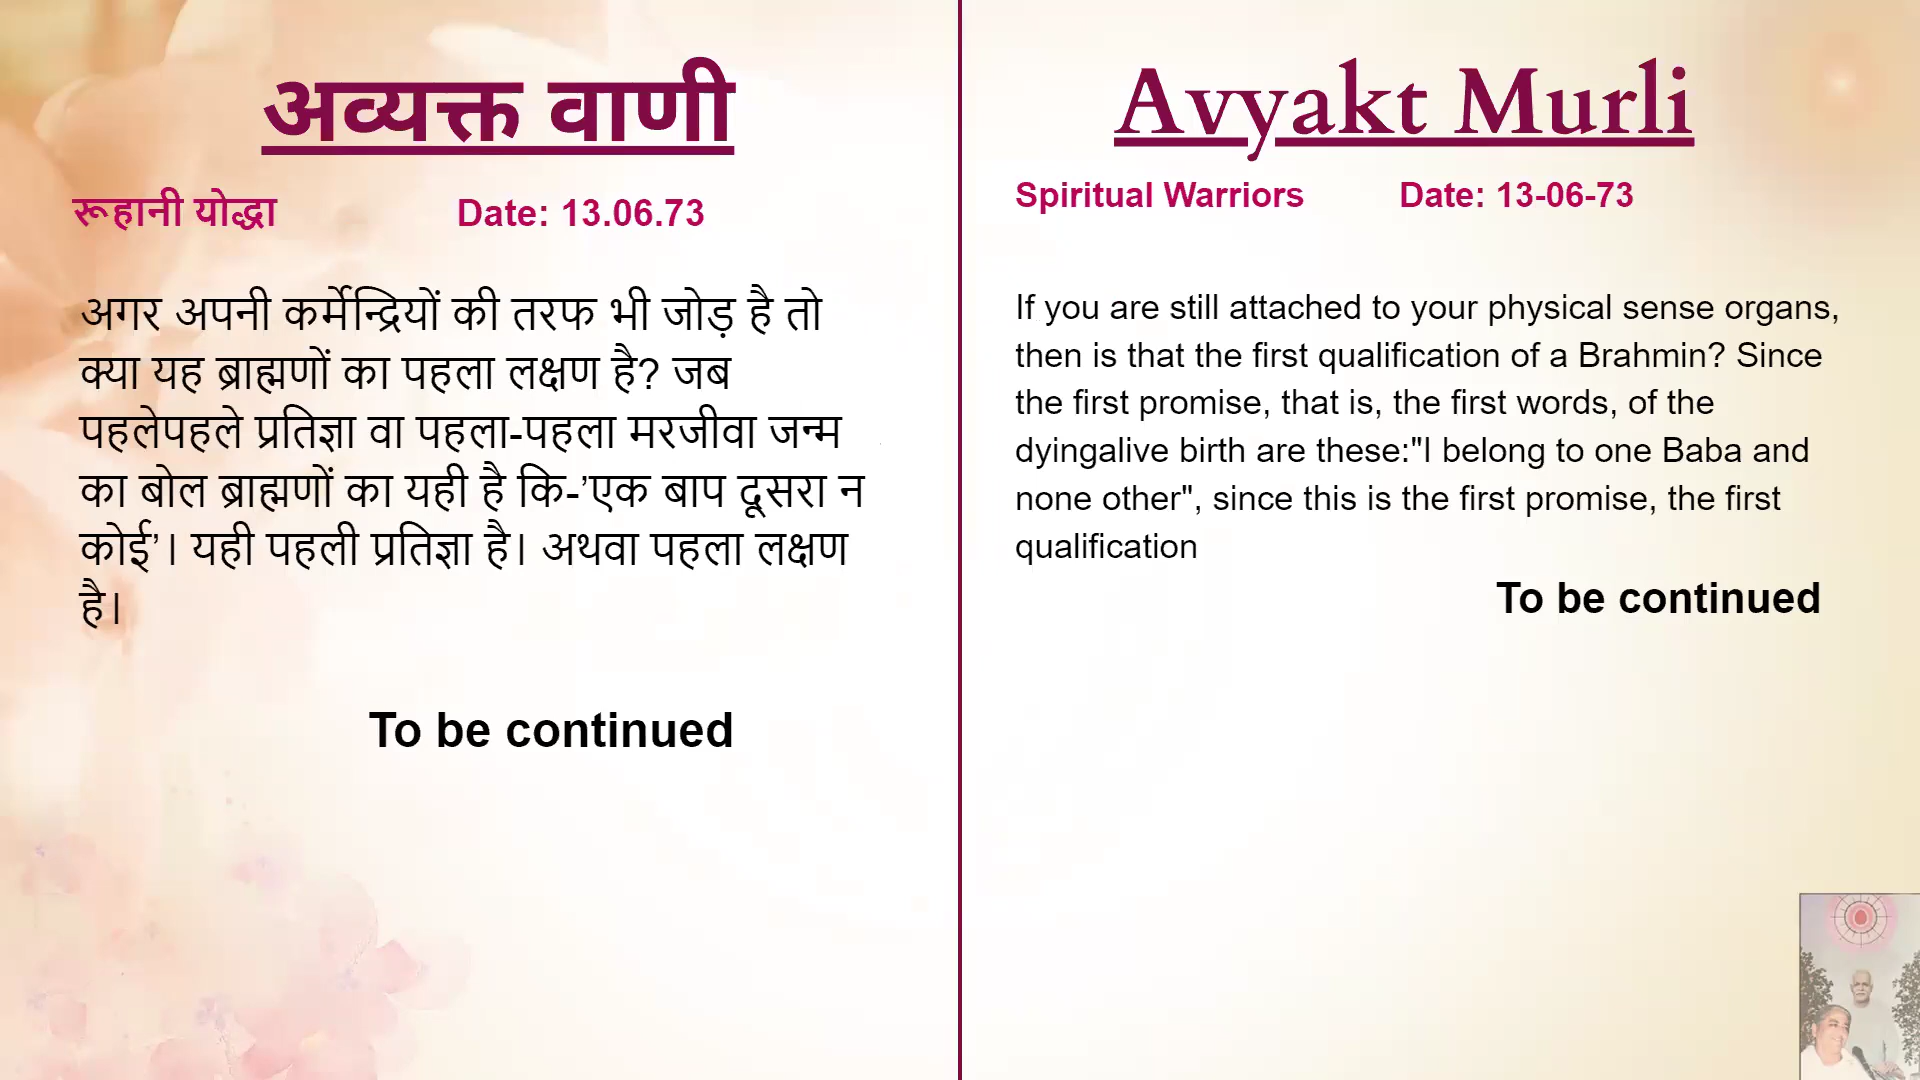 अव्यक्त वाणी
रूहानी योद्धा Date: 13.06.73
अगर अपनी कर्मेन्द्रियों की तरफ भी जोड़ है तो
क्या यह ब्राह्मणों का पहला लक्षण है? जब
पहलेपहले प्रतिज्ञा वा पहला-पहला मरजीवा जन्म
का बोल ब्राह्मणों का यही है कि-’एक बाप दूसरा न
कोई’। यही पहली प्रतिज्ञा है। अथवा पहला लक्षण
है।
To be continued
Avyakt Murli
Spiritual Warriors Date: 13-06-73
If you are still attached to your physical sense organs,
then is that the first qualification of a Brahmin? Since
the first promise, that is, the first words, of the
dyingalive birth are these:"I belong to one Baba and
none other", since this is the first promise, the first
qualification
To be continued